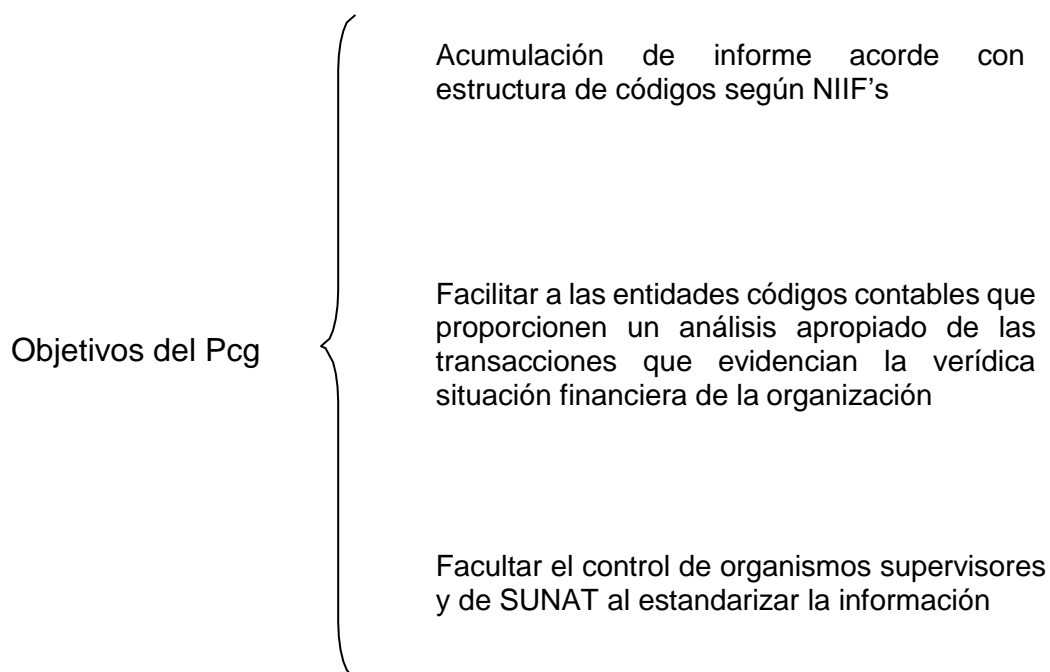 Objetivos del Pcg
Acumulación de informe acorde con
estructura de códigos según NIIF’s
Facilitar a las entidades códigos contables que
proporcionen un análisis apropiado de las
transacciones que evidencian la verídica
situación financiera de la organización
Facultar el control de organismos supervisores
y de SUNAT al estandarizar la información